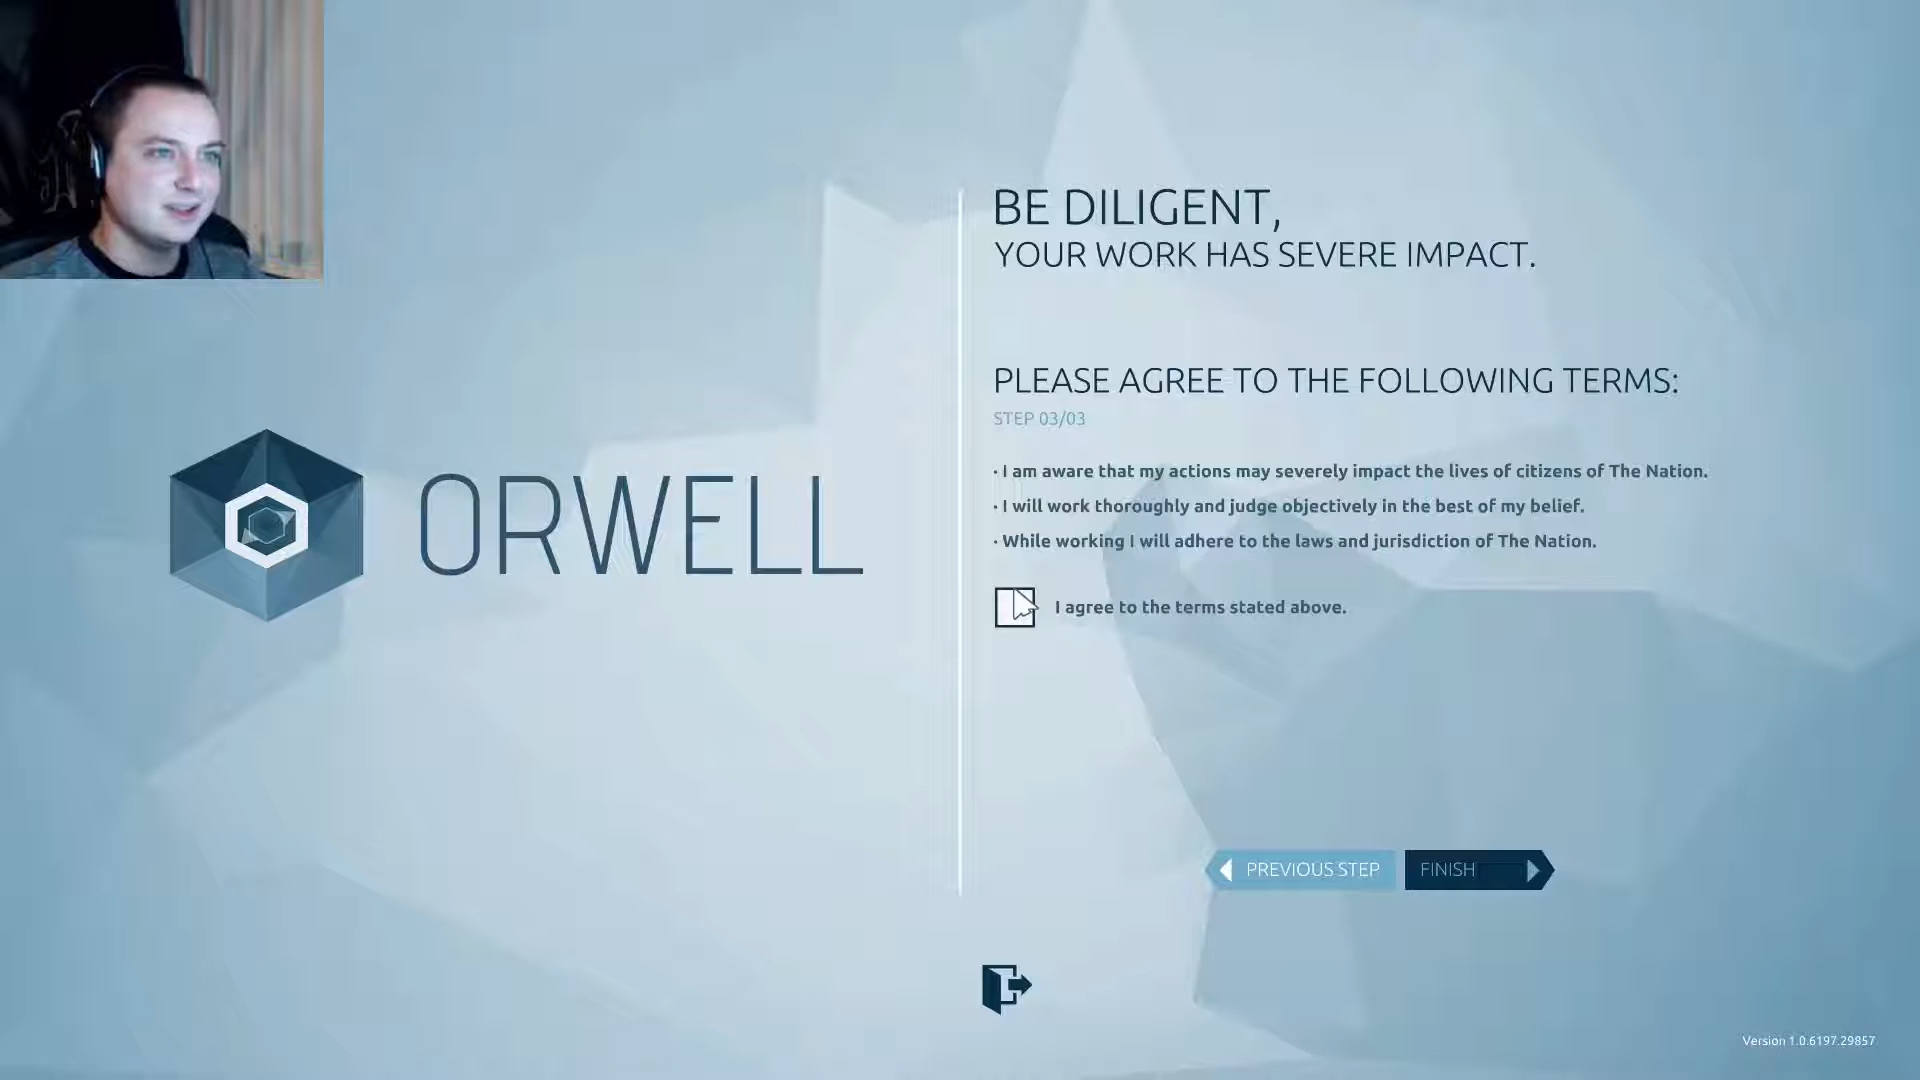 BE DILIGENT,
YOUR WORK HAS SEVERE IMPACT.
PLEASE AGREE TO THE FOLLOWING TERMS:
STEP 03/03
· I am aware that my actions may severely impact the lives of citizens of The Nation.
· I will work thoroughly and judge objectively in the best of my belief.
· While working I will adhere to the laws and jurisdiction of The Nation.
ORWELL
I agree to the terms stated above.
PREVIOUS STEP
FINISH
Version 1.0.6197.29857